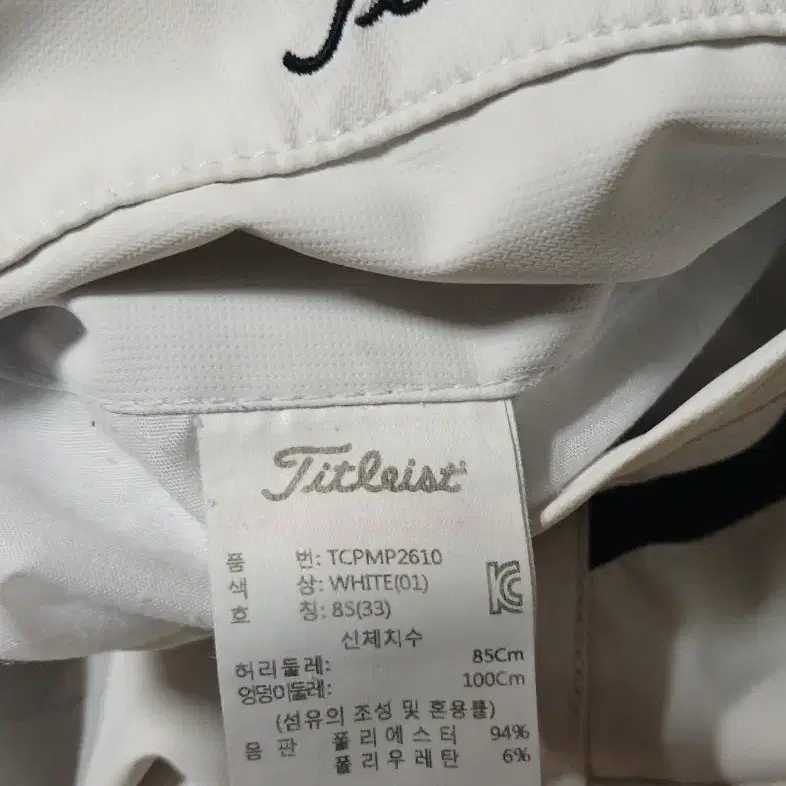 Tit
Titleist
품 번: TCPMP2610
색 상: WHITE(01)
호 칭: 85(33)
신체치수
허리둘레: 85Cm
엉덩이둘레: 100Cm
(섬유의 조성 및 혼용률)
몸 판 폴리에스터 94%
폴리우레탄 6%